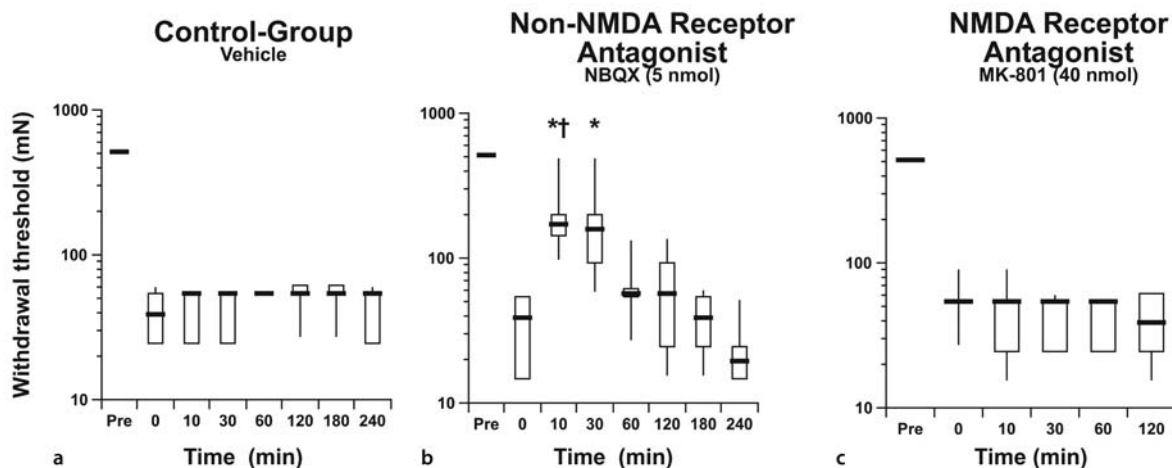 Control-Group
Vehicle
Withdrawal threshold (mN)
1000
100
10
Pre 0 10 30 60 120 180 240
a Time (min)
Non-NMDA Receptor
Antagonist
NBQX (5 nmol)
1000
*† *
100
10
Pre 0 10 30 60 120 180 240
b Time (min)
NMDA Receptor
Antagonist
MK-801 (40 nmol)
1000
100
10
Pre 0 10 30 60 120
c Time (min)